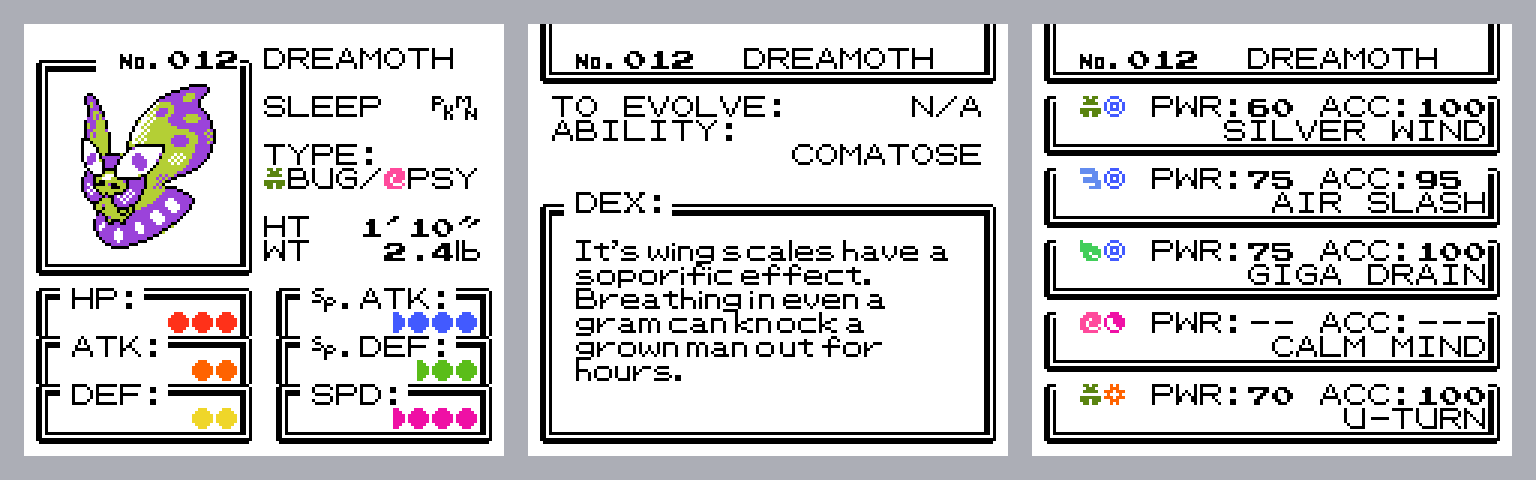 No. 012 DREAMOTH
SLEEP PKMN
TYPE:
BUG/PSY
HT 1'10"
WT 2.4lb
HP: Sp. ATK:
ATK: Sp. DEF:
DEF: SPD:
No. 012 DREAMOTH
TO EVOLVE: N/A
ABILITY:
COMATOSE
DEX:
It's wing scales have a
soporific effect.
Breathing in even a
gram can knock a
grown man out for
hours.
No. 012 DREAMOTH
PWR:60 ACC:100
SILVER WIND
PWR:75 ACC:95
AIR SLASH
PWR:75 ACC:100
GIGA DRAIN
PWR:-- ACC:---
CALM MIND
PWR:70 ACC:100
U-TURN